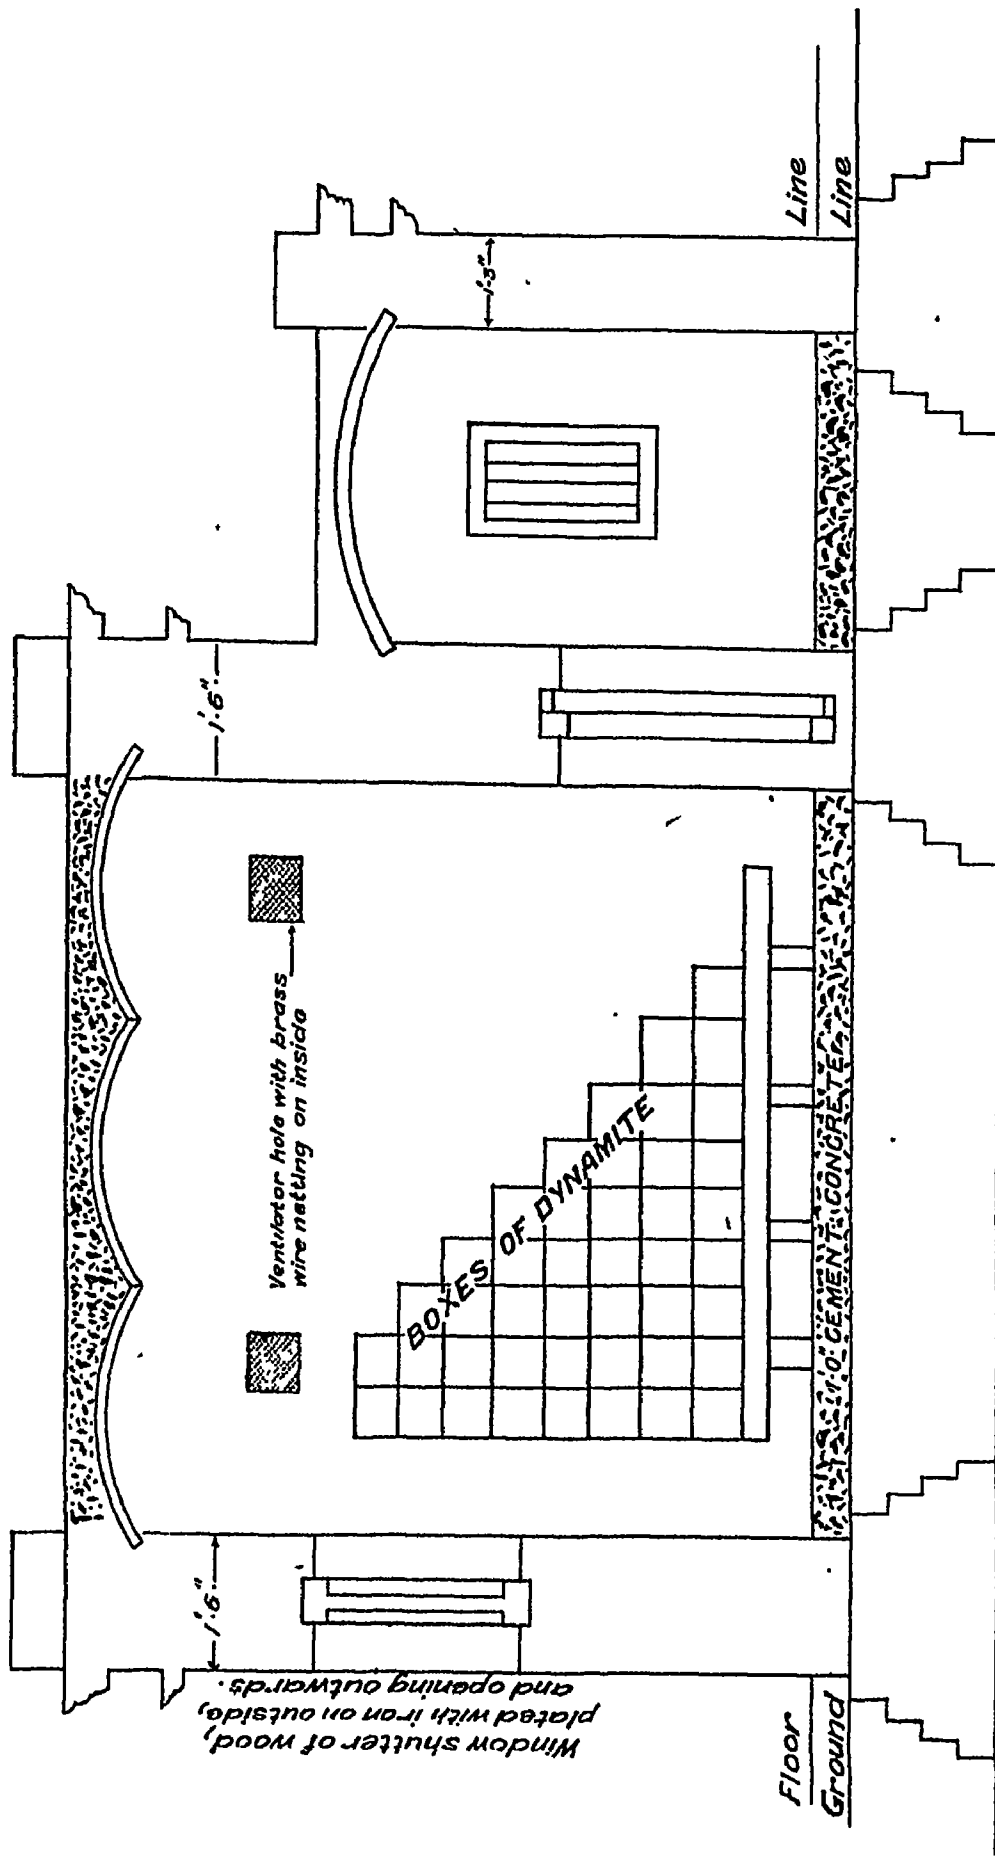 1'.6"
1'.6"
1'-3"
Ventilator hole with brass
wire netting on inside
Window shutter of wood,
plated with iron on outside,
and opening outwards.
BOXES OF DYNAMITE
Floor Line
1'.0" CEMENT CONCRETE
Ground Line